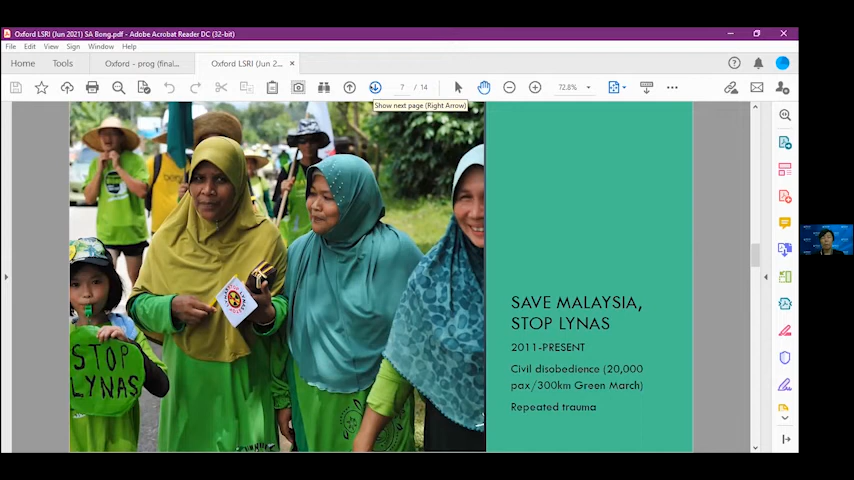 Oxford LSRI (Jun 2021) SA Bong.pdf - Adobe Acrobat Reader DC (32-bit)
File Edit View Sign Window Help
Home Tools Oxford - prog (final... Oxford LSRI (Jun 2...
7 / 14 72.8%
Show next page (Right Arrow)
STOP
LYNAS
SAVE MALAYSIA,
STOP LYNAS
2011-PRESENT
Civil disobedience (20,000
pax/300km Green March)
Repeated trauma